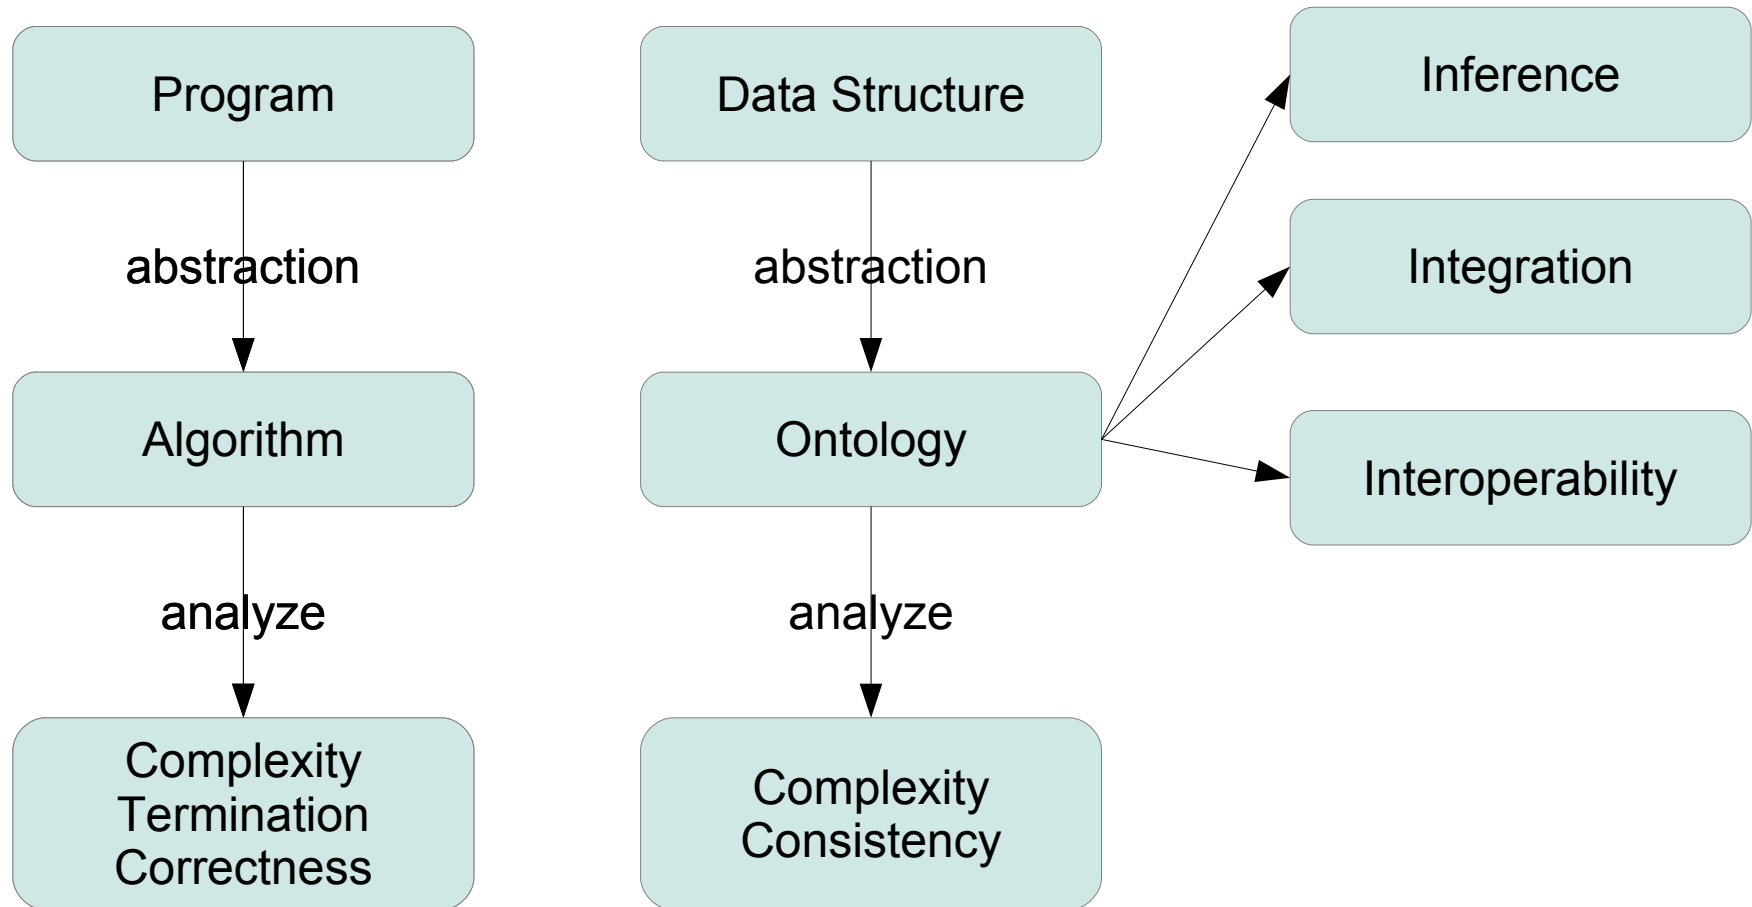 Program
Data Structure
Inference
abstraction
abstraction
Integration
Algorithm
Ontology
Interoperability
analyze
analyze
Complexity
Termination
Correctness
Complexity
Consistency